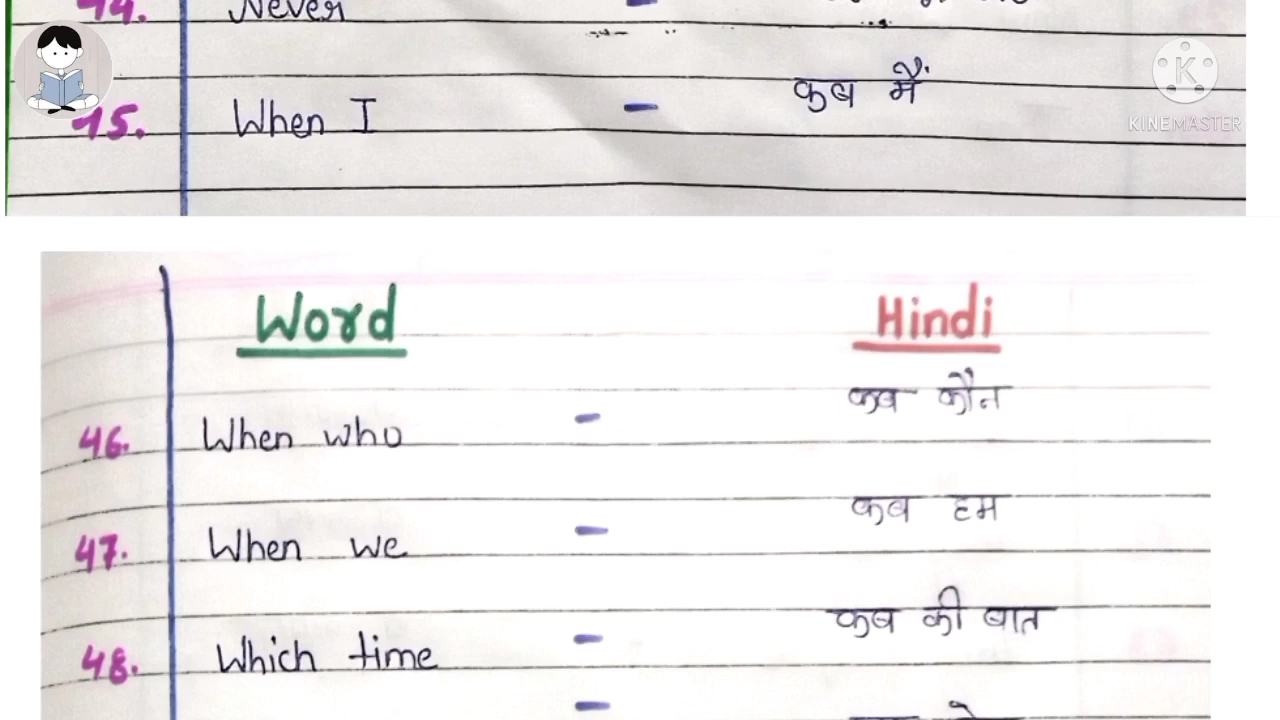 44. Never -
45. When I - कब मैं
KINEMASTER
Word Hindi
46. When who - कब कौन
47. When we - कब हम
48. Which time - कब की बात
-